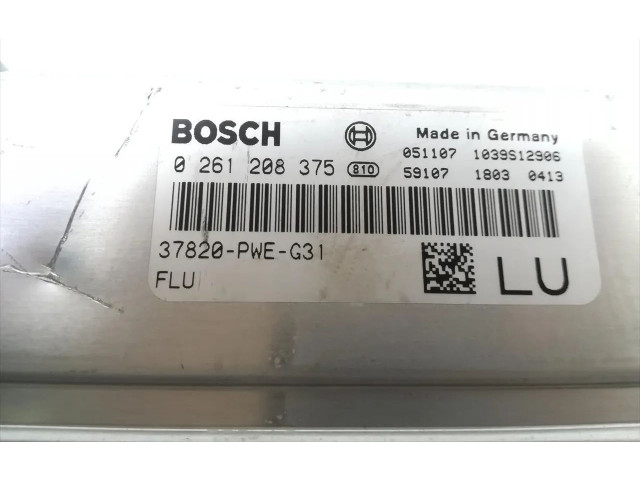 BOSCH
Made in Germany
0 261 208 375 810
051107 1039S12906
59107 1803 0413
37820-PWE-G31
FLU
LU